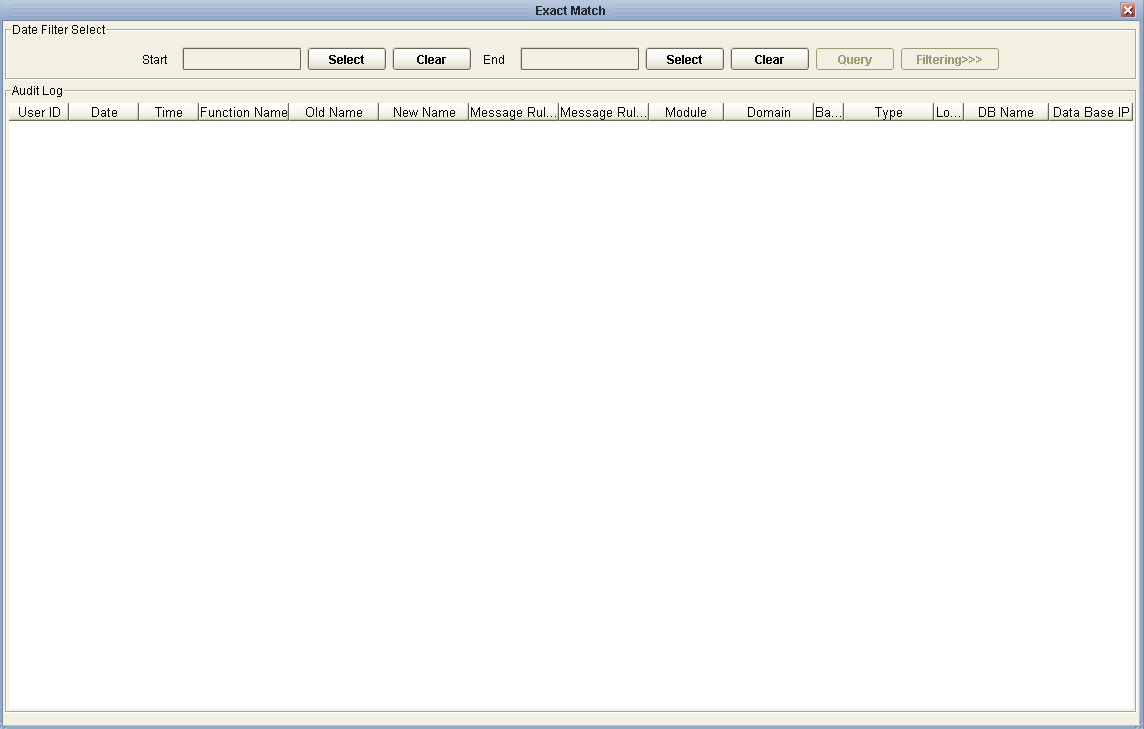 Exact Match
Date Filter Select
Start Select Clear End Select Clear Query Filtering>>>
Audit Log
User ID Date Time Function Name Old Name New Name Message Rul... Message Rul... Module Domain Ba... Type Lo... DB Name Data Base IP